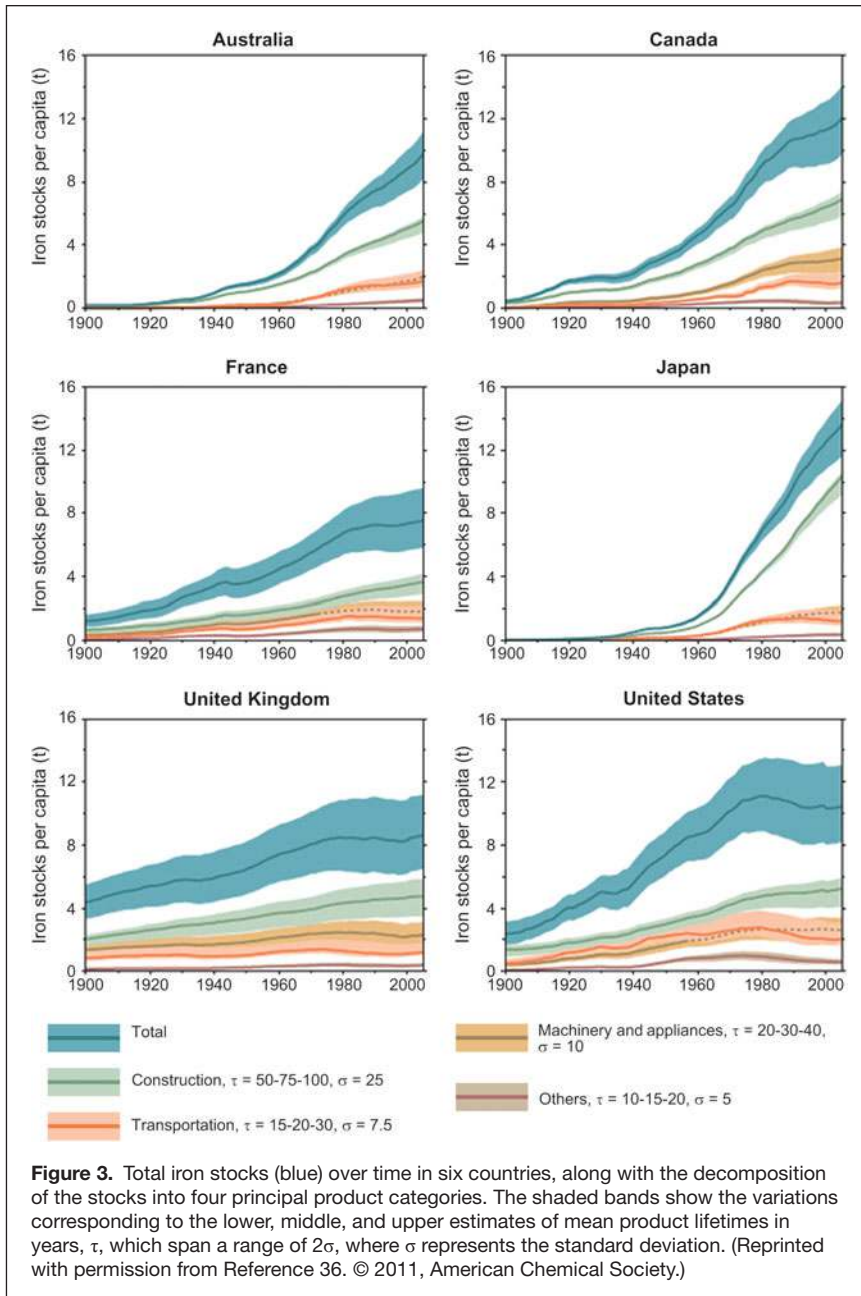 Australia
Iron stocks per capita (t)
16
12
8
4
0
1900 1920 1940 1960 1980 2000
Canada
Iron stocks per capita (t)
16
12
8
4
0
1900 1920 1940 1960 1980 2000
France
Iron stocks per capita (t)
16
12
8
4
0
1900 1920 1940 1960 1980 2000
Japan
Iron stocks per capita (t)
16
12
8
4
0
1900 1920 1940 1960 1980 2000
United Kingdom
Iron stocks per capita (t)
16
12
8
4
0
1900 1920 1940 1960 1980 2000
United States
Iron stocks per capita (t)
16
12
8
4
0
1900 1920 1940 1960 1980 2000
Total
Construction, τ = 50-75-100, σ = 25
Transportation, τ = 15-20-30, σ = 7.5
Machinery and appliances, τ = 20-30-40,
σ = 10
Others, τ = 10-15-20, σ = 5
Figure 3. Total iron stocks (blue) over time in six countries, along with the decomposition
of the stocks into four principal product categories. The shaded bands show the variations
corresponding to the lower, middle, and upper estimates of mean product lifetimes in
years, τ, which span a range of 2σ, where σ represents the standard deviation. (Reprinted
with permission from Reference 36. © 2011, American Chemical Society.)